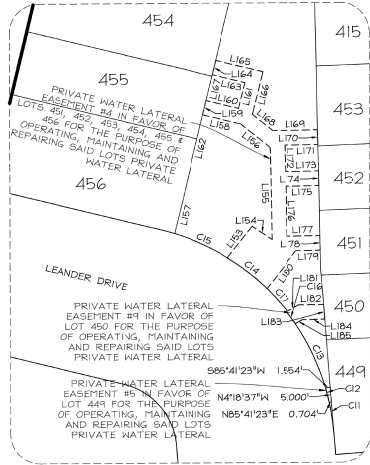 454
415
L165
L164
L166
455
L163
L167
L161
453
L160
L159
L168
L169
L170
PRIVATE WATER LATERAL
EASEMENT #4 IN FAVOR OF
LOTS 451, 452, 453, 454, 455 &
456 FOR THE PURPOSE OF
OPERATING, MAINTAINING AND
REPAIRING SAID LOTS PRIVATE
WATER LATERAL
L158
L156
L162
L171
L172
L173
L74
452
L175
456
L155
L176
L157
L154
L177
L78
451
C15
L153
L179
C14
L180
LEANDER DRIVE
L181
C16
C17
L182
PRIVATE WATER LATERAL
EASEMENT #9 IN FAVOR OF
LOT 450 FOR THE PURPOSE
OF OPERATING, MAINTAINING
AND REPAIRING SAID LOTS
PRIVATE WATER LATERAL
450
L183
L184
L185
C13
449
S85°41'23"W 1.554'
C12
N4°18'37"W 5.000'
N85°41'23"E 0.704'
C11
PRIVATE WATER LATERAL
EASEMENT #5 IN FAVOR OF
LOT 449 FOR THE PURPOSE
OF OPERATING, MAINTAINING
AND REPAIRING SAID LOTS
PRIVATE WATER LATERAL